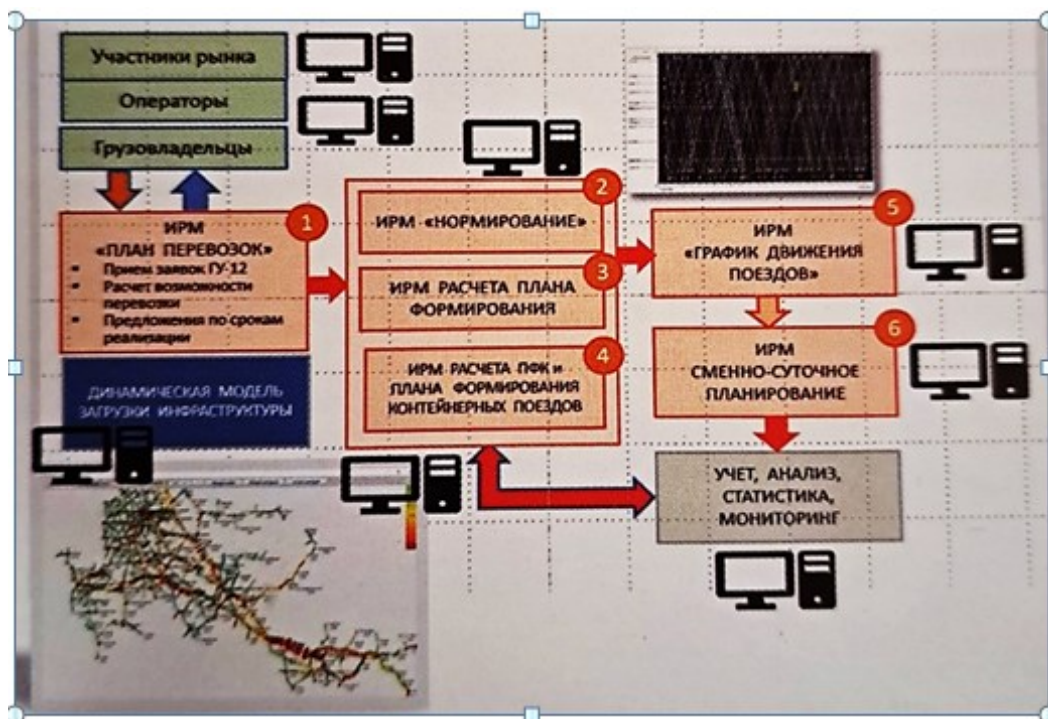 Участники рынка
Операторы
Грузовладельцы
1
ИРМ
«ПЛАН ПЕРЕВОЗОК»
Прием заявок ГУ-12
Расчет возможности
перевозки
Предложения по срокам
реализации
ДИНАМИЧЕСКАЯ МОДЕЛЬ
ЗАГРУЗКИ ИНФРАСТРУКТУРЫ
2
ИРМ «НОРМИРОВАНИЕ»
3
ИРМ РАСЧЕТА ПЛАНА
ФОРМИРОВАНИЯ
4
ИРМ РАСЧЕТА ПФК и
ПЛАНА ФОРМИРОВАНИЯ
КОНТЕЙНЕРНЫХ ПОЕЗДОВ
5
ИРМ
«ГРАФИК ДВИЖЕНИЯ
ПОЕЗДОВ»
6
ИРМ
СМЕННО-СУТОЧНОЕ
ПЛАНИРОВАНИЕ
УЧЕТ, АНАЛИЗ,
СТАТИСТИКА,
МОНИТОРИНГ